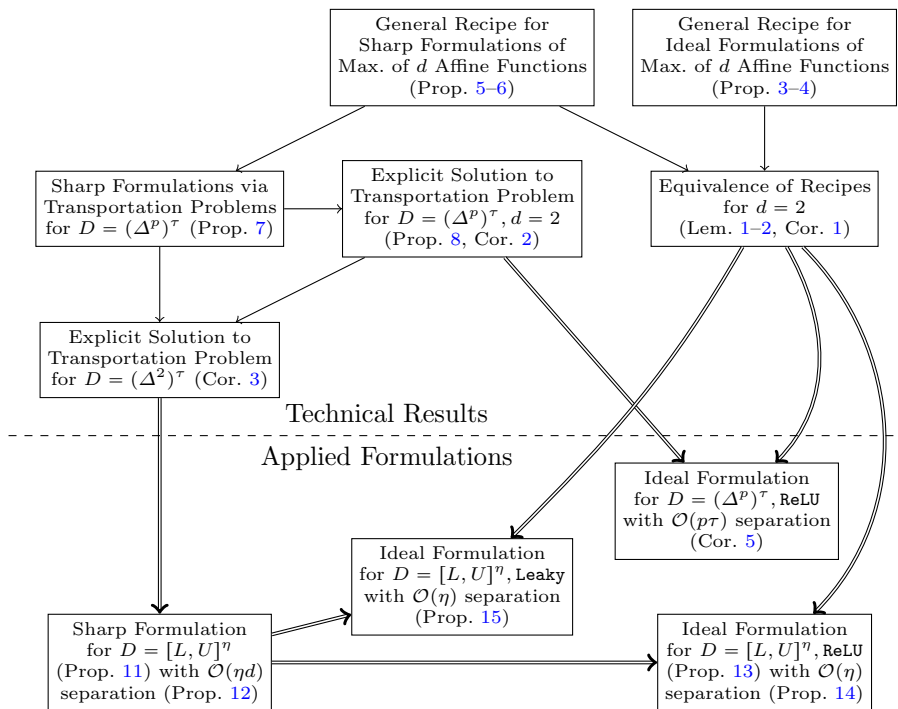 General Recipe for
Sharp Formulations of
Max. of d Affine Functions
(Prop. 5–6)
General Recipe for
Ideal Formulations of
Max. of d Affine Functions
(Prop. 3–4)
Sharp Formulations via
Transportation Problems
for D = (Δ^p)^τ (Prop. 7)
Explicit Solution to
Transportation Problem
for D = (Δ^p)^τ, d = 2
(Prop. 8, Cor. 2)
Equivalence of Recipes
for d = 2
(Lem. 1–2, Cor. 1)
Explicit Solution to
Transportation Problem
for D = (Δ^2)^τ (Cor. 3)
Technical Results
Applied Formulations
Ideal Formulation
for D = (Δ^p)^τ, ReLU
with O(pτ) separation
(Cor. 5)
Ideal Formulation
for D = [L, U]^η, Leaky
with O(η) separation
(Prop. 15)
Sharp Formulation
for D = [L, U]^η
(Prop. 11) with O(ηd)
separation (Prop. 12)
Ideal Formulation
for D = [L, U]^η, ReLU
(Prop. 13) with O(η)
separation (Prop. 14)